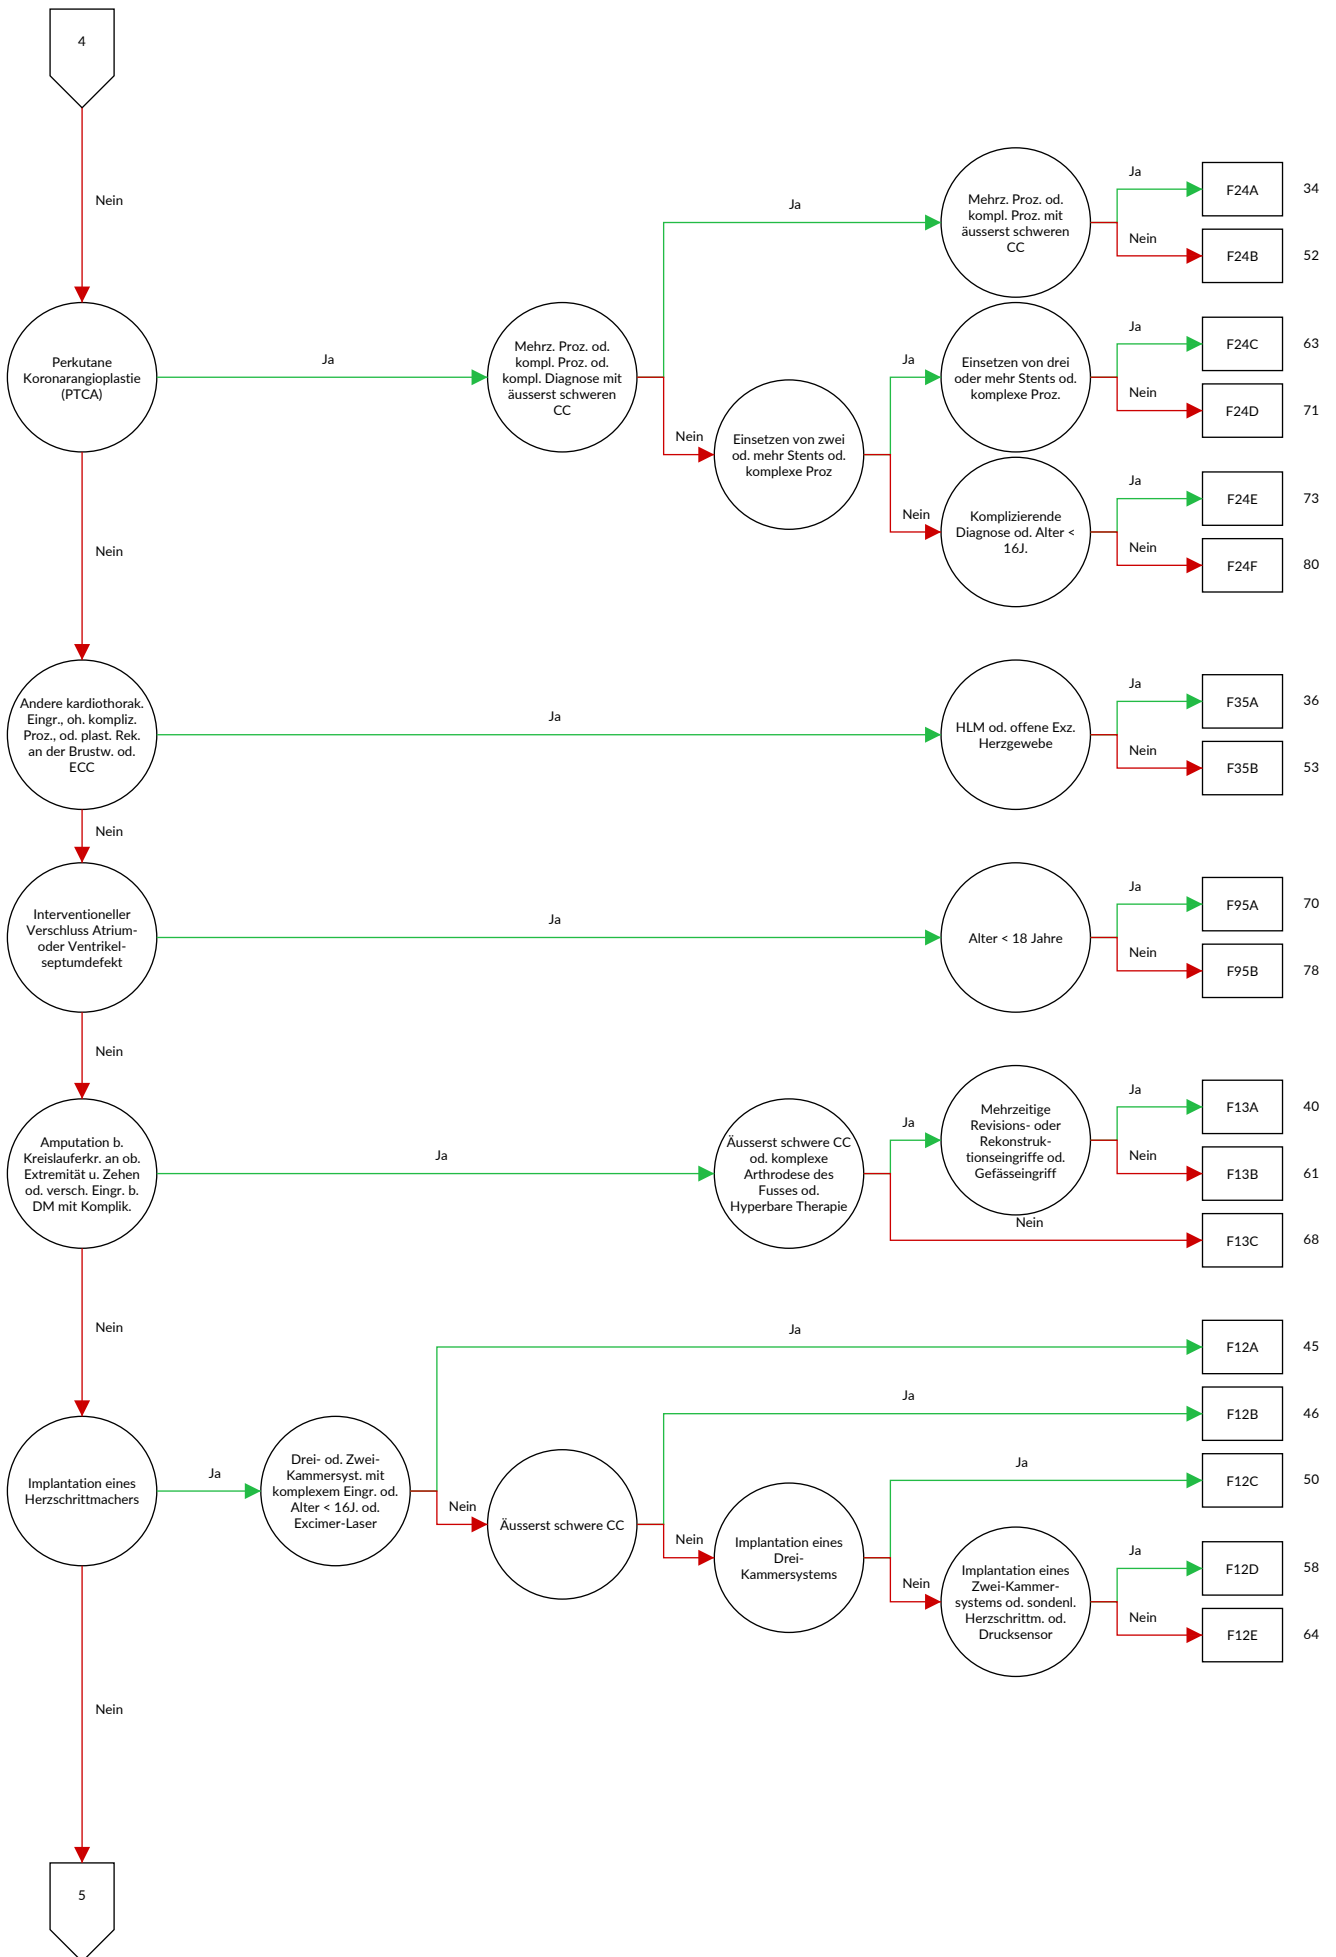 4
Nein
Ja
Mehrz. Proz. od.
kompl. Proz. mit
äusserst schweren
CC
Ja
F24A
34
Nein
F24B
52
Perkutane
Koronarangioplastie
(PTCA)
Ja
Mehrz. Proz. od.
kompl. Proz. od.
kompl. Diagnose mit
äusserst schweren
CC
Nein
Einsetzen von zwei
od. mehr Stents od.
komplexe Proz
Ja
Einsetzen von drei
oder mehr Stents od.
komplexe Proz.
Ja
F24C
63
Nein
F24D
71
Nein
Komplizierende
Diagnose od. Alter <
16J.
Ja
F24E
73
Nein
F24F
80
Nein
Andere kardiothorak.
Eingr., oh. kompliz.
Proz., od. plast. Rek.
an der Brustw. od.
ECC
Ja
HLM od. offene Exz.
Herzgewebe
Ja
F35A
36
Nein
F35B
53
Nein
Interventioneller
Verschluss Atrium-
oder Ventrikel-
septumdefekt
Ja
Alter < 18 Jahre
Ja
F95A
70
Nein
F95B
78
Nein
Amputation b.
Kreislauferkr. an ob.
Extremität u. Zehen
od. versch. Eingr. b.
DM mit Komplik.
Ja
Äusserst schwere CC
od. komplexe
Arthrodese des
Fusses od.
Hyperbare Therapie
Ja
Mehrzeitige
Revisions- oder
Rekonstruk-
tionseingriffe od.
Gefässeingriff
Ja
F13A
40
Nein
F13B
61
Nein
F13C
68
Nein
Implantation eines
Herzschrittmachers
Ja
Drei- od. Zwei-
Kammersyst. mit
komplexem Eingr. od.
Alter < 16J. od.
Excimer-Laser
Ja
F12A
45
Nein
Äusserst schwere CC
Ja
F12B
46
Nein
Implantation eines
Drei-
Kammersystems
Ja
F12C
50
Nein
Implantation eines
Zwei-Kammer-
systems od. sondenl.
Herzschrittm. od.
Drucksensor
Ja
F12D
58
Nein
F12E
64
Nein
5